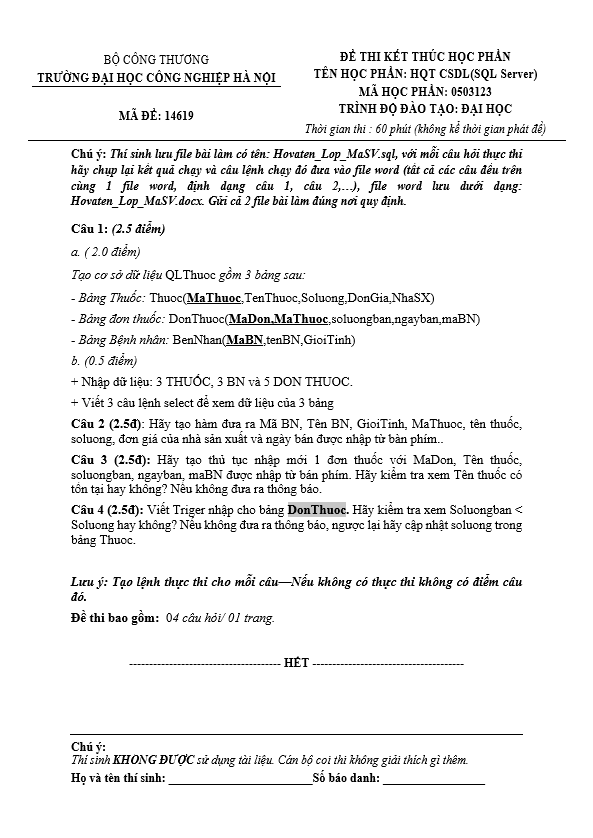 BỘ CÔNG THƯƠNG
TRƯỜNG ĐẠI HỌC CÔNG NGHIỆP HÀ NỘI
MÃ ĐỀ: 14619
ĐỀ THI KẾT THÚC HỌC PHẦN
TÊN HỌC PHẦN: HQT CSDL(SQL Server)
MÃ HỌC PHẦN: 0503123
TRÌNH ĐỘ ĐÀO TẠO: ĐẠI HỌC
Thời gian thi : 60 phút (không kể thời gian phát đề)
Chú ý: Thí sinh lưu file bài làm có tên: Hovaten_Lop_MaSV.sql, với mỗi câu hỏi thực thi
hãy chụp lại kết quả chạy và câu lệnh chạy đó đưa vào file word (tất cả các câu đều trên
cùng 1 file word, định dạng câu 1, câu 2,…), file word lưu dưới dạng:
Hovaten_Lop_MaSV.docx. Gửi cả 2 file bài làm đúng nơi quy định.
Câu 1: (2.5 điểm)
a. ( 2.0 điểm)
Tạo cơ sở dữ liệu QLThuoc gồm 3 bảng sau:
- Bảng Thuốc: Thuoc(MaThuoc,TenThuoc,Soluong,DonGia,NhaSX)
- Bảng đơn thuốc: DonThuoc(MaDon,MaThuoc,soluongban,ngayban,maBN)
- Bảng Bệnh nhân: BenNhan(MaBN,tenBN,GioiTinh)
b. (0.5 điểm)
+ Nhập dữ liệu: 3 THUỐC, 3 BN và 5 DON THUOC.
+ Viết 3 câu lệnh select để xem dữ liệu của 3 bảng
Câu 2 (2.5đ): Hãy tạo hàm đưa ra Mã BN, Tên BN, GioiTinh, MaThuoc, tên thuốc,
soluong, đơn giá của nhà sản xuất và ngày bán được nhập từ bàn phím..
Câu 3 (2.5đ): Hãy tạo thủ tục nhập mới 1 đơn thuốc với MaDon, Tên thuốc,
soluongban, ngayban, maBN được nhập từ bán phím. Hãy kiểm tra xem Tên thuốc có
tồn tại hay không? Nếu không đưa ra thông báo.
Câu 4 (2.5đ): Viết Triger nhập cho bảng DonThuoc. Hãy kiểm tra xem Soluongban <
Soluong hay không? Nếu không đưa ra thông báo, ngược lại hãy cập nhật soluong trong
bảng Thuoc.
Lưu ý: Tạo lệnh thực thi cho mỗi câu—Nếu không có thực thi không có điểm câu
đó.
Đề thi bao gồm: 04 câu hỏi/ 01 trang.
-------------------------------------- HẾT --------------------------------------
Chú ý:
Thí sinh KHÔNG ĐƯỢC sử dụng tài liệu. Cán bộ coi thi không giải thích gì thêm.
Họ và tên thí sinh: ________________________Số báo danh: _________________